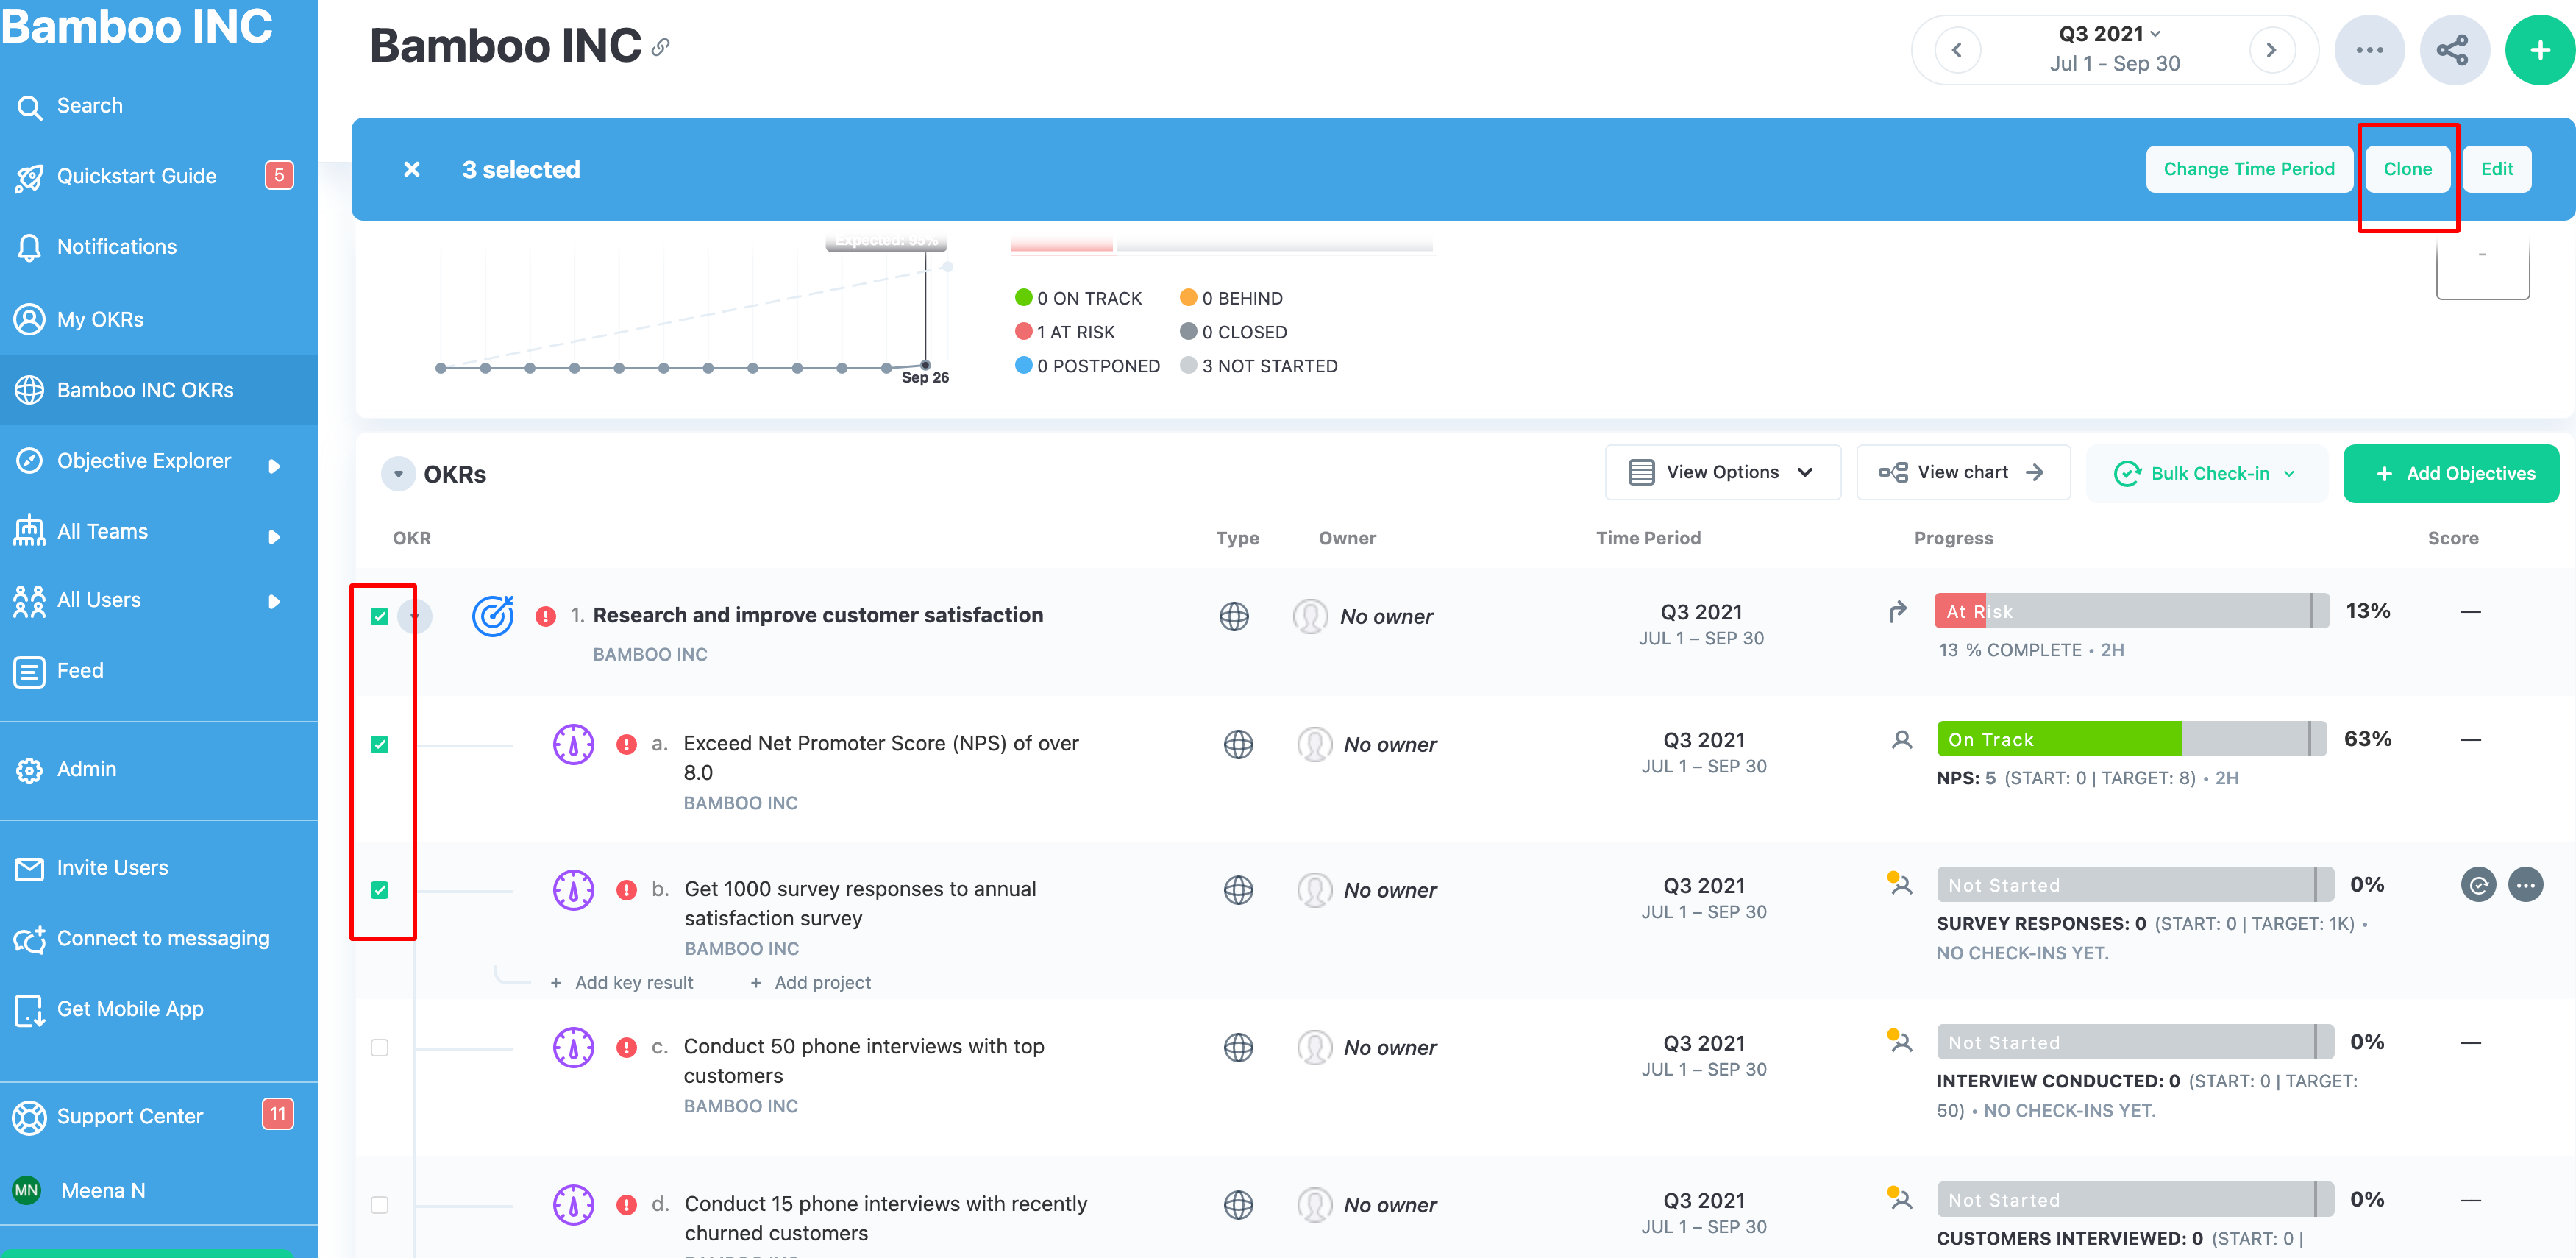 Bamboo INC
Search
Quickstart Guide 5
Notifications
My OKRs
Bamboo INC OKRs
Objective Explorer
All Teams
All Users
Feed
Admin
Invite Users
Connect to messaging
Get Mobile App
Support Center 11
MN Meena N
Bamboo INC
Q3 2021
Jul 1 - Sep 30
3 selected
Change Time Period Clone Edit
Expected: 95%
Sep 26
0 ON TRACK 0 BEHIND
1 AT RISK 0 CLOSED
0 POSTPONED 3 NOT STARTED
-
OKRs View Options View chart Bulk Check-in + Add Objectives
OKR Type Owner Time Period Progress Score
1. Research and improve customer satisfaction No owner Q3 2021 At Risk 13% —
BAMBOO INC JUL 1 – SEP 30 13 % COMPLETE • 2H
a. Exceed Net Promoter Score (NPS) of over No owner Q3 2021 On Track 63% —
8.0 JUL 1 – SEP 30 NPS: 5 (START: 0 | TARGET: 8) • 2H
BAMBOO INC
b. Get 1000 survey responses to annual No owner Q3 2021 Not Started 0%
satisfaction survey JUL 1 – SEP 30 SURVEY RESPONSES: 0 (START: 0 | TARGET: 1K) •
BAMBOO INC NO CHECK-INS YET.
+ Add key result + Add project
c. Conduct 50 phone interviews with top No owner Q3 2021 Not Started 0% —
customers JUL 1 – SEP 30 INTERVIEW CONDUCTED: 0 (START: 0 | TARGET:
BAMBOO INC 50) • NO CHECK-INS YET.
d. Conduct 15 phone interviews with recently No owner Q3 2021 Not Started 0% —
churned customers JUL 1 – SEP 30 CUSTOMERS INTERVIEWED: 0 (START: 0 |